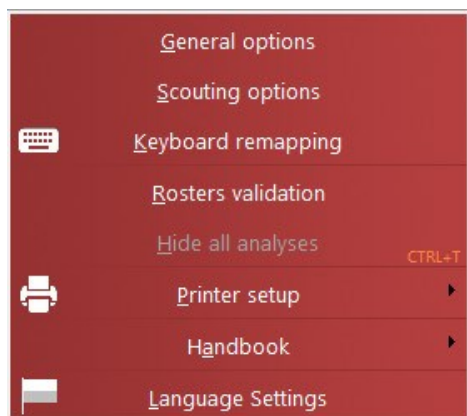 General options
Scouting options
Keyboard remapping
Rosters validation
Hide all analyses CTRL+T
Printer setup
Handbook
Language Settings